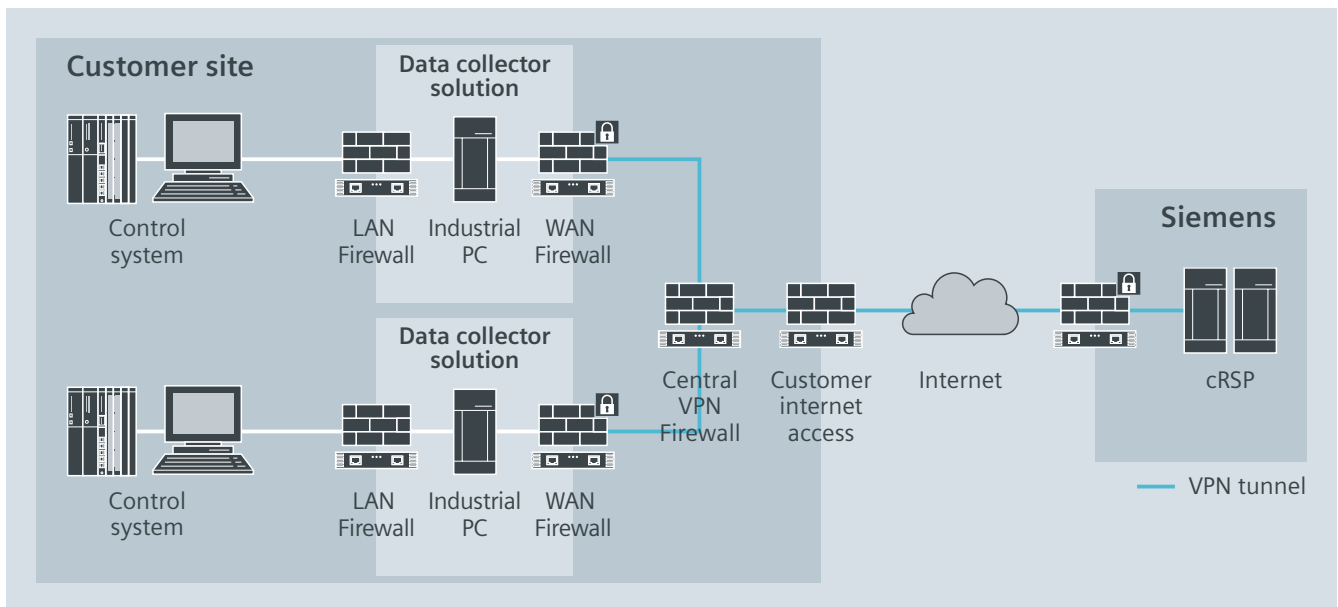 Customer site
Data collector
solution
Control
system
LAN
Firewall
Industrial
PC
WAN
Firewall
Siemens
Data collector
solution
Central
VPN
Firewall
Customer
internet
access
Internet
cRSP
Control
system
LAN
Firewall
Industrial
PC
WAN
Firewall
VPN tunnel